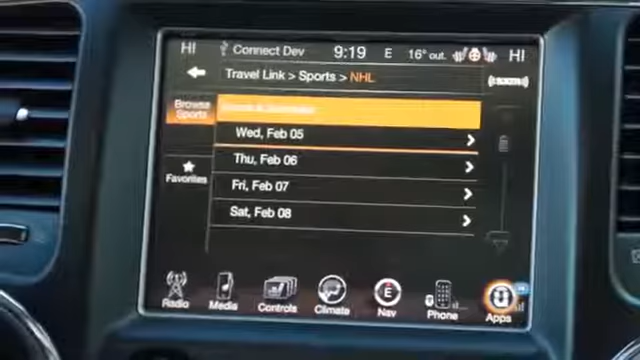 HI Connect Dev 9:19 E 16° out. HI
Travel Link > Sports > NHL
Browse
Sports
Wed, Feb 05
Thu, Feb 06
Favorites
Fri, Feb 07
Sat, Feb 08
Radio Media Controls Climate E Nav Phone Apps